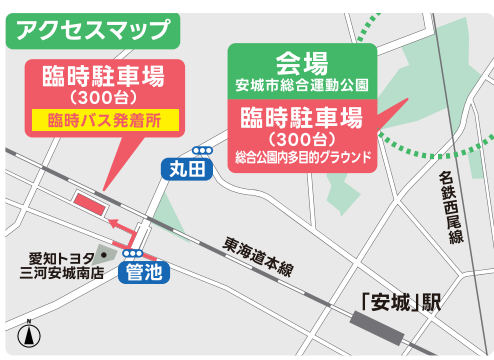 アクセスマップ
臨時駐車場
（300台）
臨時バス発着所
会場
安城市総合運動公園
臨時駐車場
（300台）
総合公園内多目的グラウンド
丸田
名鉄西尾線
愛知トヨタ
三河安城南店
管池
東海道本線
「安城」駅
N